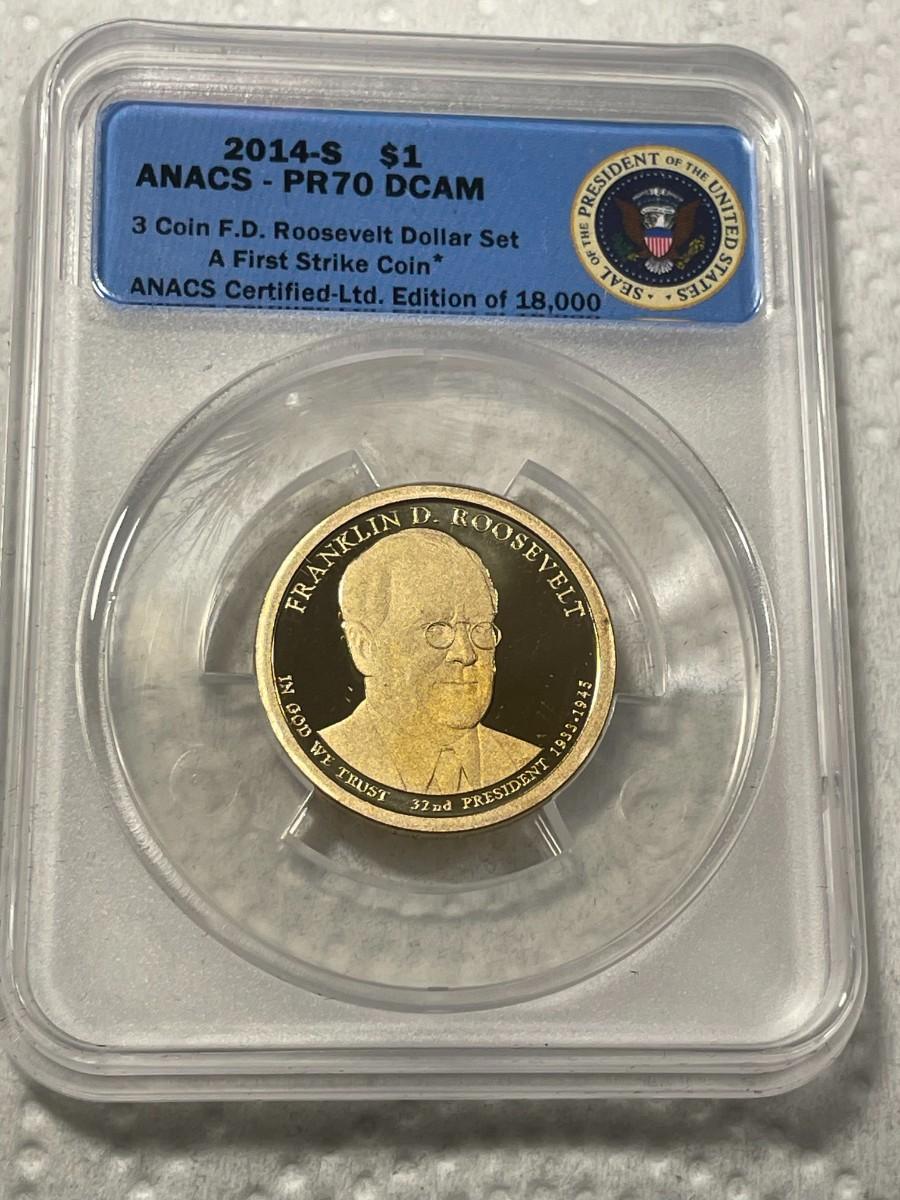 2014-S $1
ANACS - PR70 DCAM
3 Coin F.D. Roosevelt Dollar Set
A First Strike Coin*
ANACS Certified-Ltd. Edition of 18,000
SEAL OF THE PRESIDENT OF THE UNITED STATES
FRANKLIN D. ROOSEVELT
IN GOD WE TRUST 32nd PRESIDENT 1933-1945